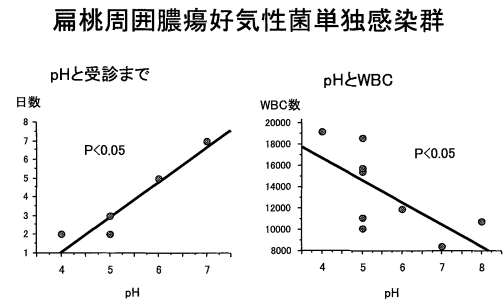 扁桃周囲膿瘍好気性菌単独感染群
pHと受診まで
日数
8
7
6
5
4
3
2
1
P<0.05
4 5 6 7
pH
pHとWBC
WBC数
20000
18000
16000
14000
12000
10000
8000
P<0.05
4 5 6 7 8
pH